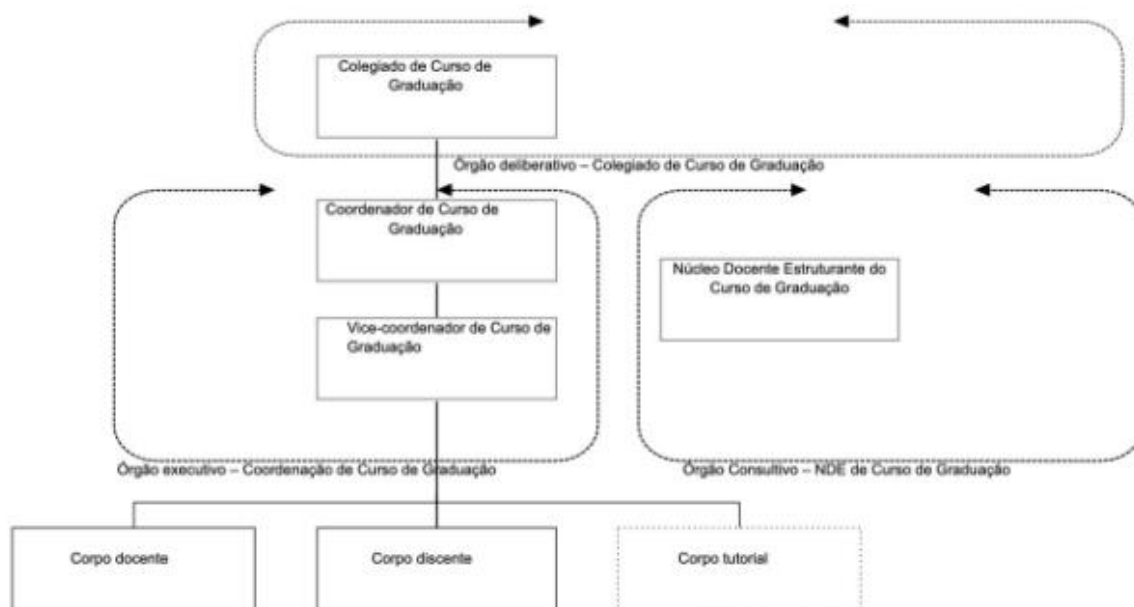 Colegiado de Curso de
Graduação
Órgão deliberativo – Colegiado de Curso de Graduação
Coordenador de Curso de
Graduação
Núcleo Docente Estruturante do
Curso de Graduação
Vice-coordenador de Curso de
Graduação
Órgão executivo – Coordenação de Curso de Graduação
Órgão Consultivo – NDE de Curso de Graduação
Corpo docente
Corpo discente
Corpo tutorial